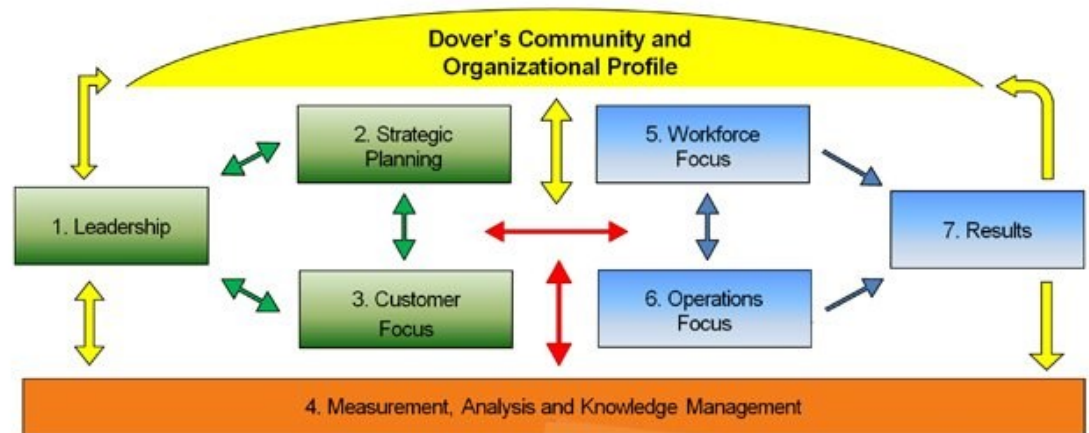 Dover's Community and
Organizational Profile
2. Strategic
Planning
5. Workforce
Focus
1. Leadership
7. Results
3. Customer
Focus
6. Operations
Focus
4. Measurement, Analysis and Knowledge Management